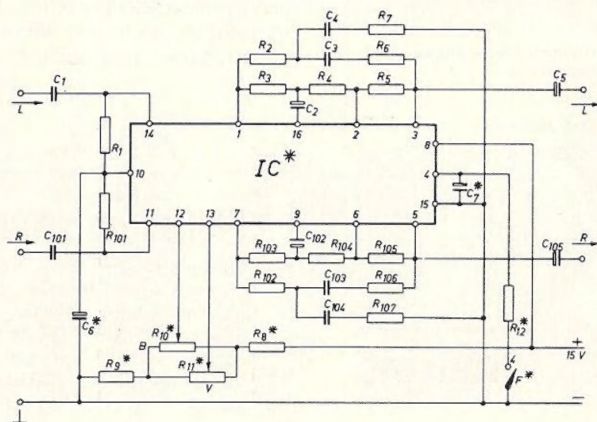 C4 R7
R2 C3 R6
C1 R3 R4 R5 C5
L C2 L
14 1 16 2 3
8
R1 IC* 4
10 C7*
15
R101 11 12 13 7 9 6 5
R C101 R103 C102 R104 R105 C105 R
R102 C103 R106
C104 R107
C6* R12*
B R10* R8* +
15 V
R9* R11* 4
V F*
⊥ −